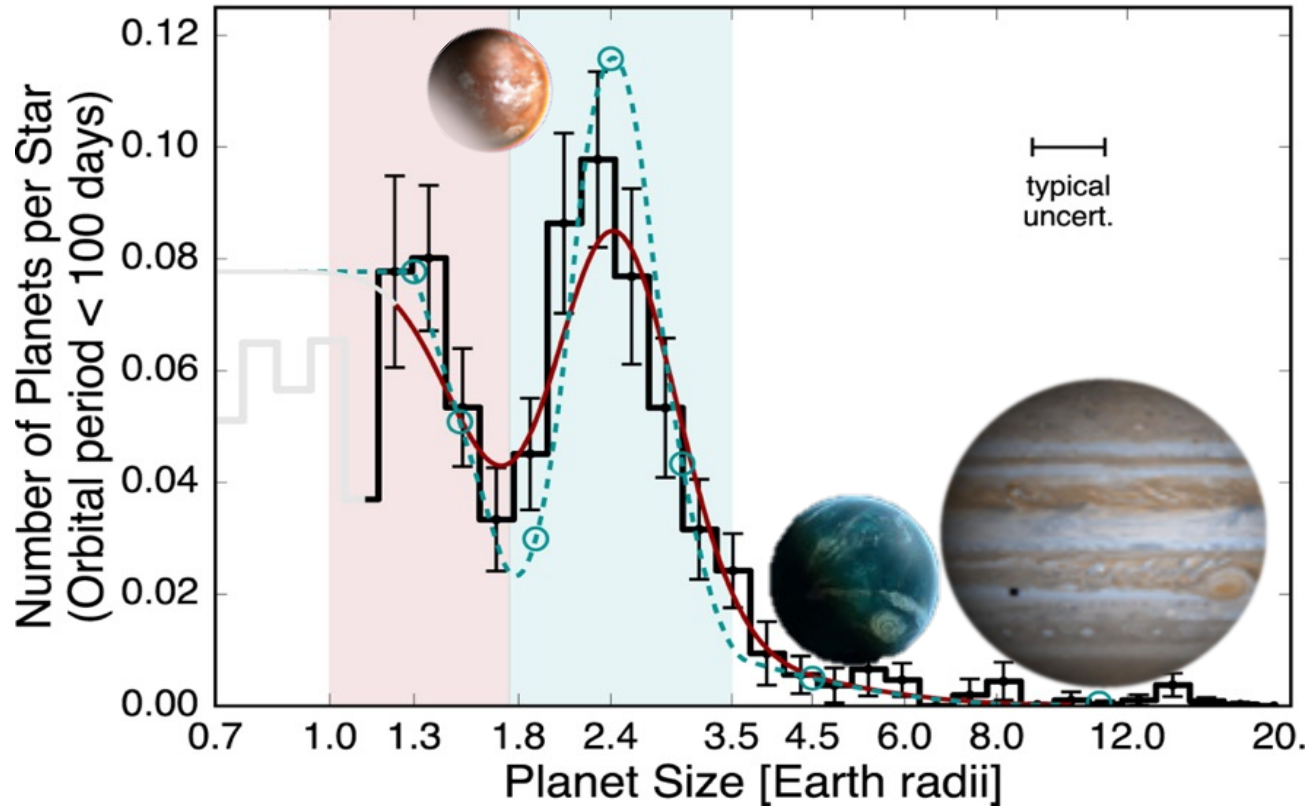 Number of Planets per Star
(Orbital period < 100 days)
0.12
0.10
0.08
0.06
0.04
0.02
0.00
typical
uncert.
0.7 1.0 1.3 1.8 2.4 3.5 4.5 6.0 8.0 12.0 20.
Planet Size [Earth radii]